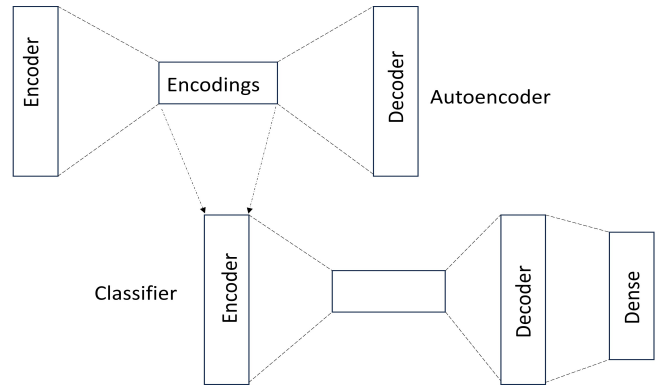 Encoder
Encodings
Decoder
Autoencoder
Classifier
Encoder
Decoder
Dense